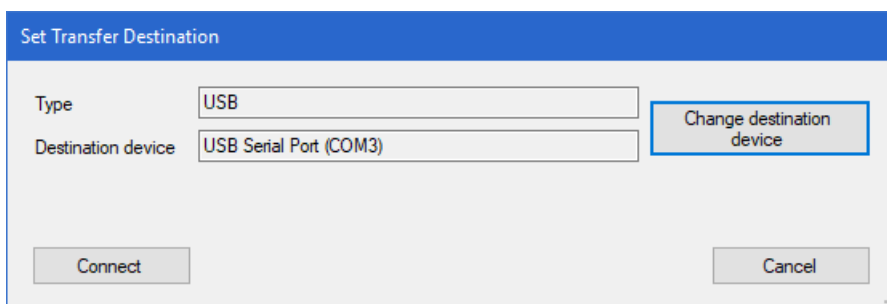 Set Transfer Destination
Type
USB
Destination device
USB Serial Port (COM3)
Change destination
device
Connect
Cancel